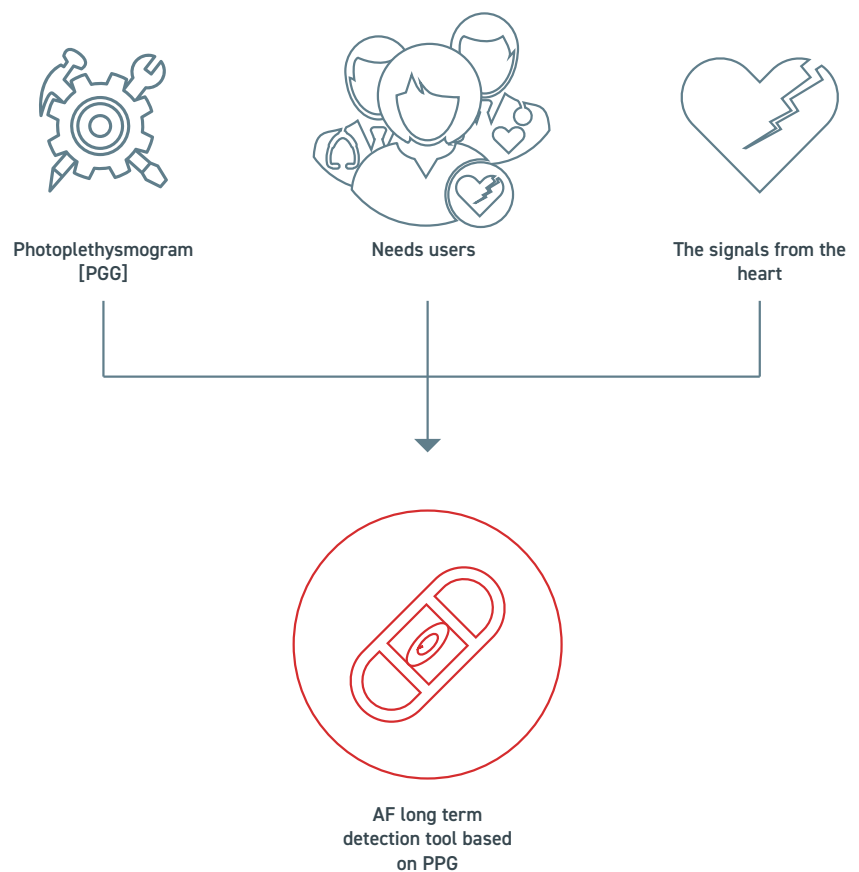 Photoplethysmogram
[PGG]
Needs users
The signals from the
heart
AF long term
detection tool based
on PPG